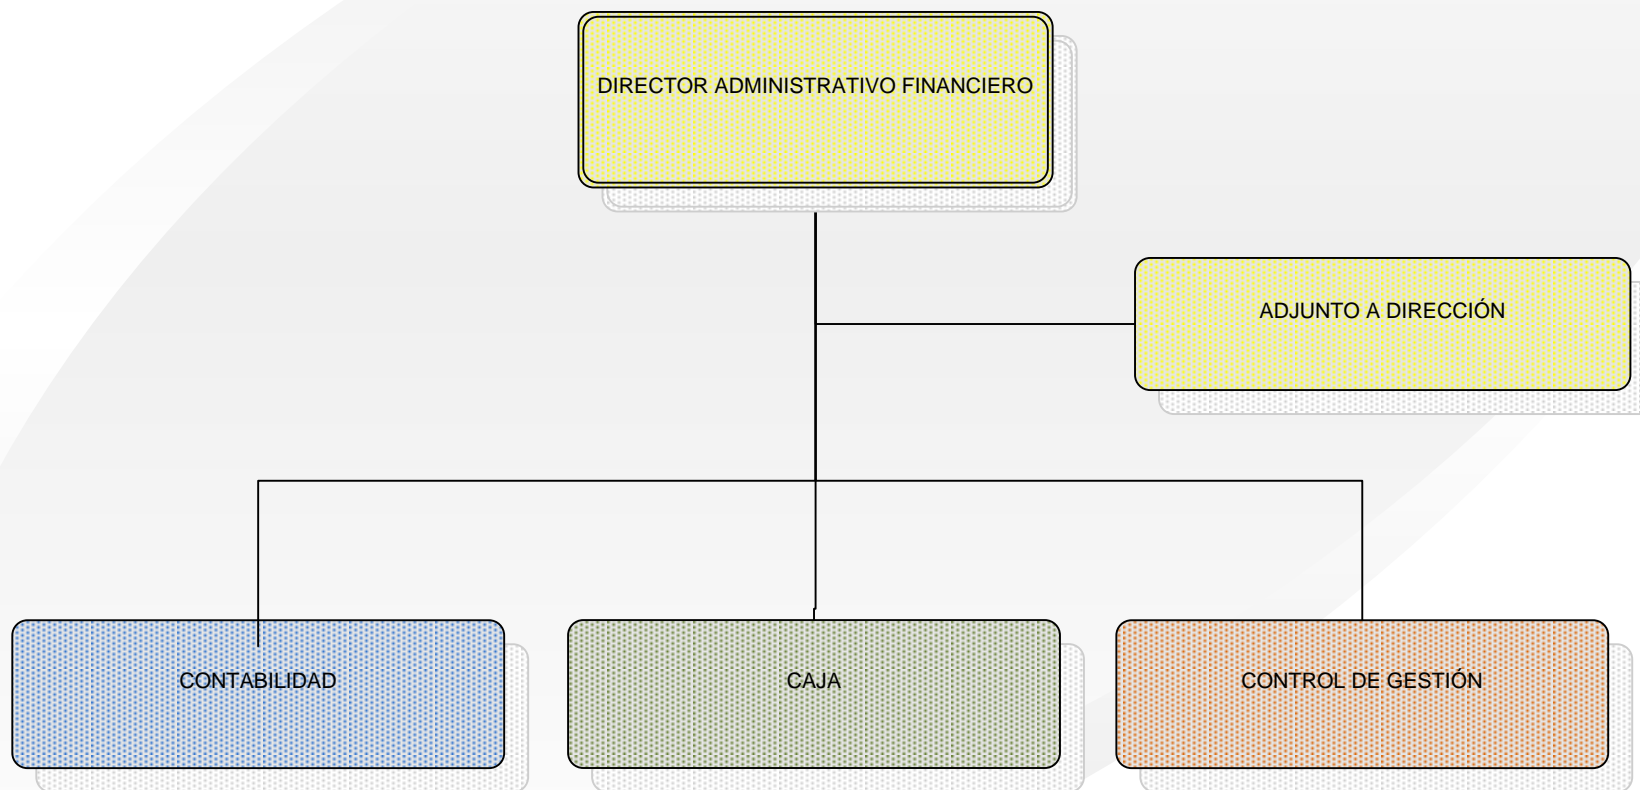 DIRECTOR ADMINISTRATIVO FINANCIERO
ADJUNTO A DIRECCIÓN
CONTABILIDAD
CAJA
CONTROL DE GESTIÓN